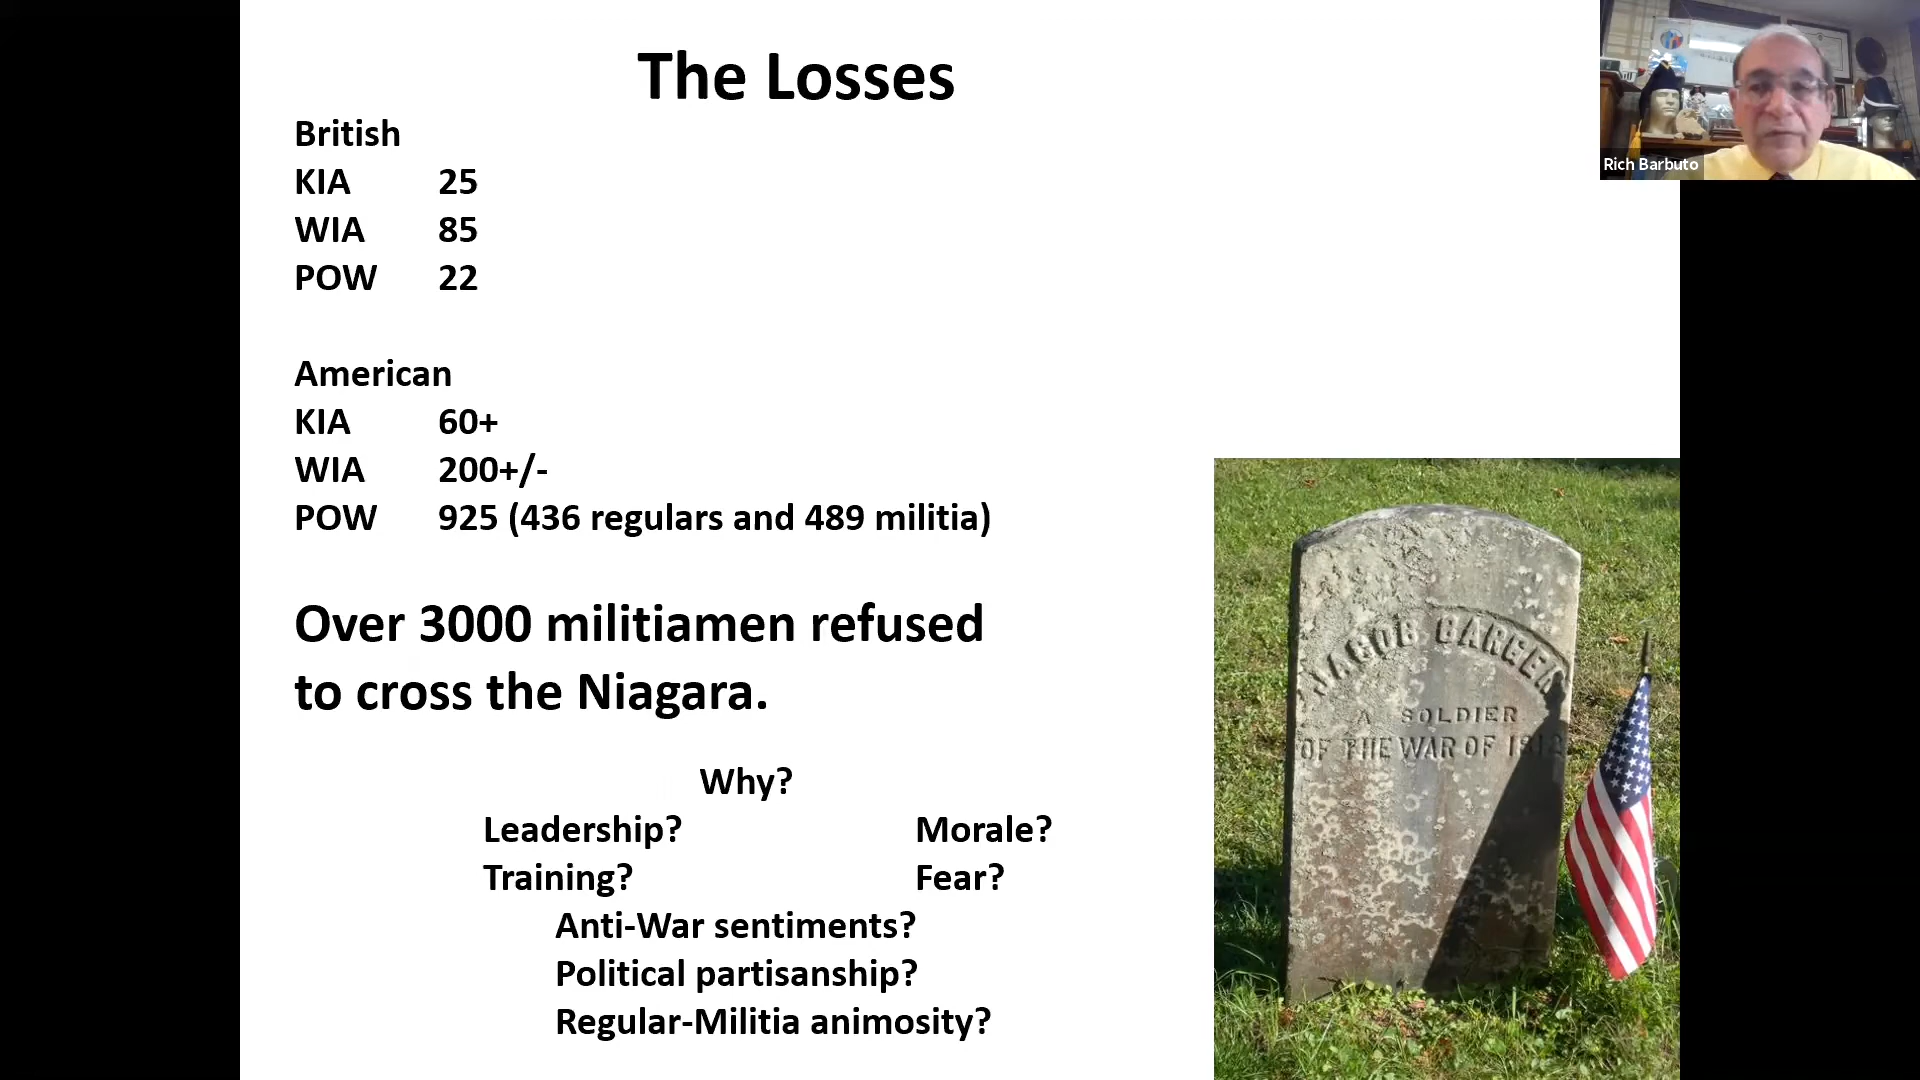 The Losses
British
KIA 25
WIA 85
POW 22
American
KIA 60+
WIA 200+/-
POW 925 (436 regulars and 489 militia)
Over 3000 militiamen refused
to cross the Niagara.
Why?
Leadership? Morale?
Training? Fear?
Anti-War sentiments?
Political partisanship?
Regular-Militia animosity?
Rich Barbuto
JACOB
A SOLDIER
OF THE WAR OF 1812